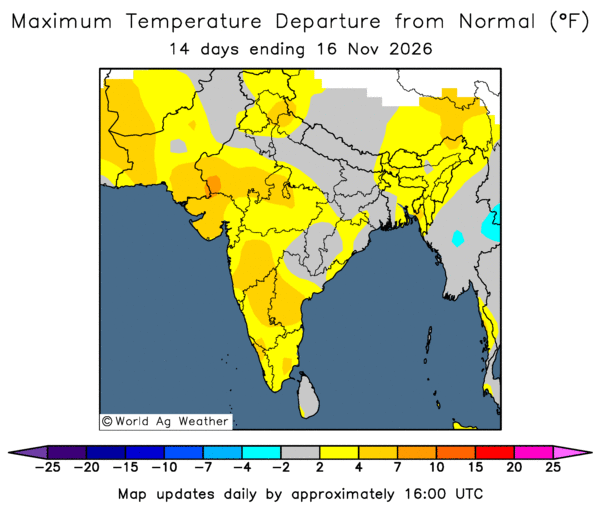 Maximum Temperature Departure from Normal (°F)
14 days ending 16 Nov 2026
©World Ag Weather
-25 -20 -15 -10 -7 -4 -2 2 4 7 10 15 20 25
Map updates daily by approximately 16:00 UTC